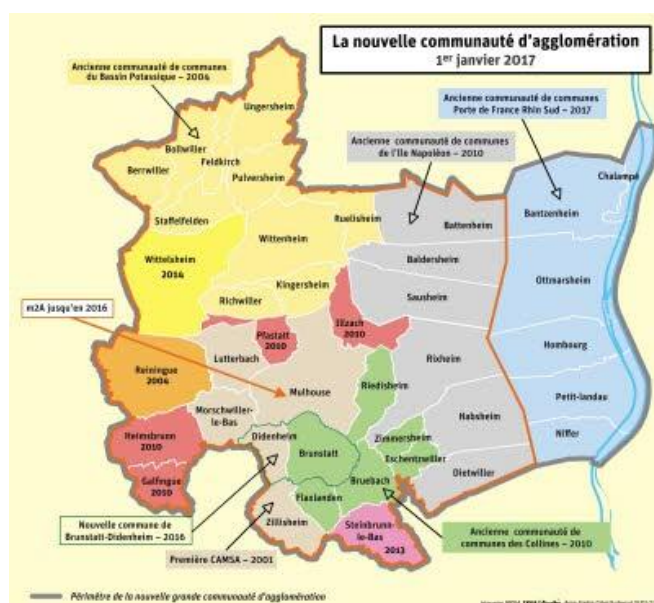 La nouvelle communauté d'agglomération
1er janvier 2017
Ancienne communauté de communes
du Bassin Potassique – 2004
Ancienne communauté de communes
Porte de France Rhin Sud – 2017
Ancienne communauté de communes
de l'Ile Napoléon – 2010
Ungersheim
Bollwiller
Feldkirch
Berrwiller
Pulversheim
Staffelfelden
Ruelisheim
Wittenheim
Wittelsheim
2014
Kingersheim
Richwiller
Chalampé
Bantzenheim
Battenheim
Baldersheim
Ottmarsheim
Sausheim
m2A jusqu'en 2016
Illzach
2010
Pfastatt
2010
Lutterbach
Reiningue
2004
Hombourg
Rixheim
Riedisheim
Mulhouse
Petit-landau
Morschwiller-
le-Bas
Habsheim
Niffer
Heimsbrunn
2010
Didenheim
Brunstatt
Zimmersheim
Eschentzwiller
Galfingue
2010
Dietwiller
Bruebach
Flaxlanden
Zillisheim
Steinbrunn-
le-Bas
2013
Nouvelle commune de
Brunstatt-Didenheim – 2016
Première CAMSA – 2001
Ancienne communauté de
communes des Collines – 2010
Périmètre de la nouvelle grande communauté d'agglomération